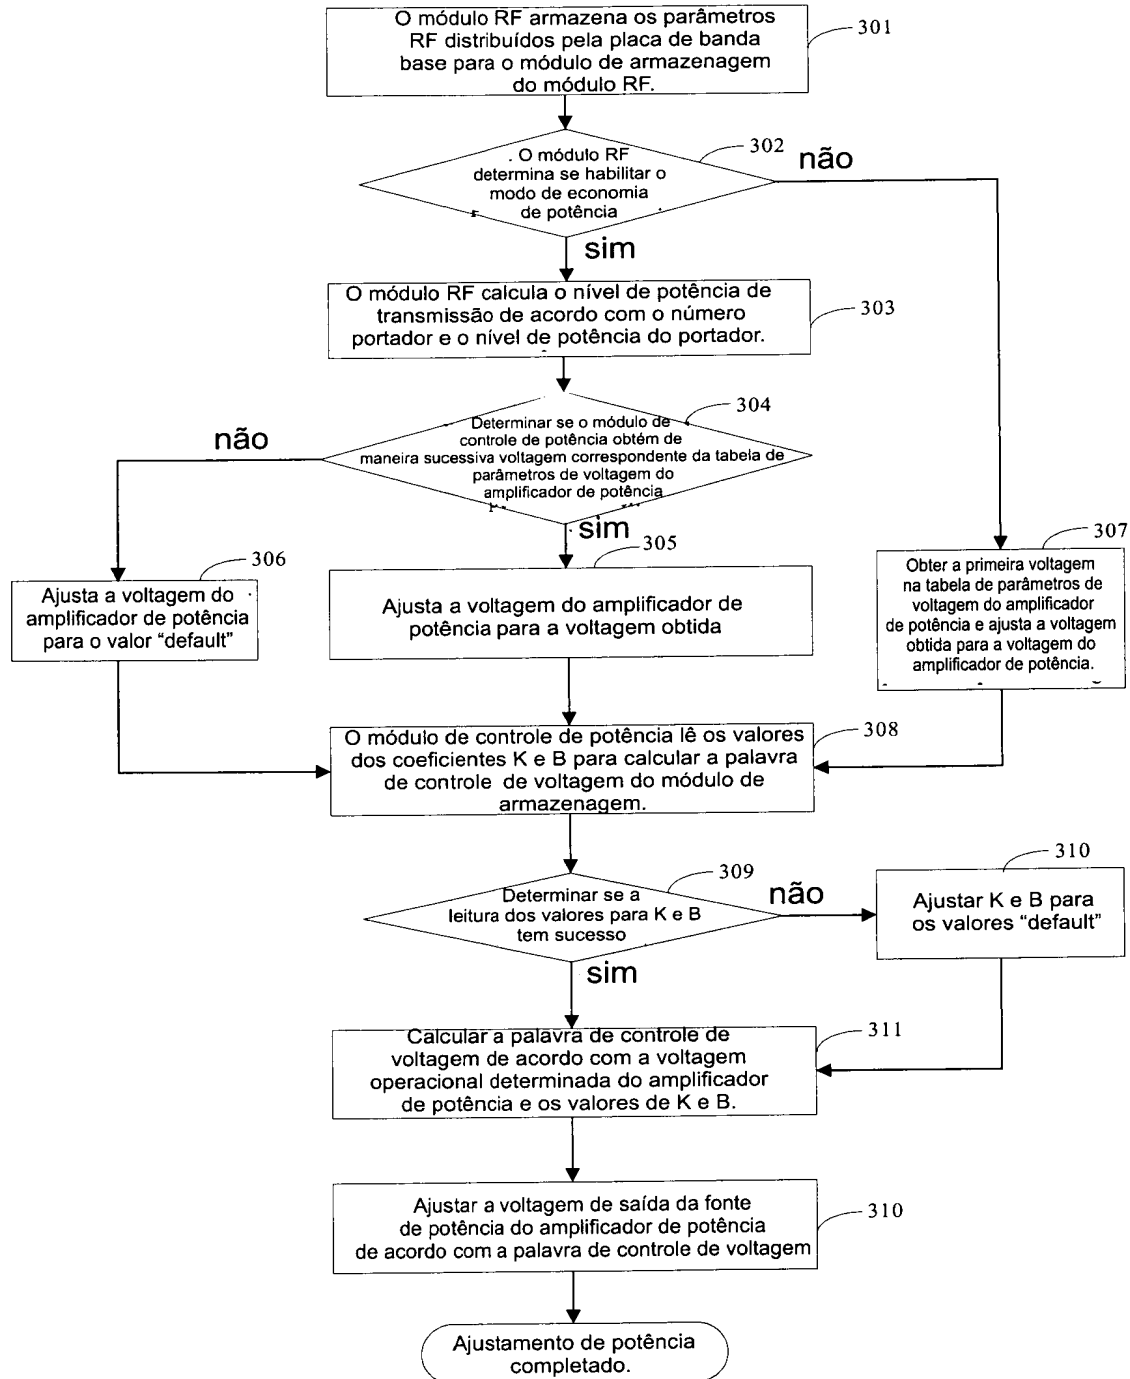 O módulo RF armazena os parâmetros
RF distribuídos pela placa de banda
base para o módulo de armazenagem
do módulo RF.
301
. O módulo RF
determina se habilitar o
modo de economia
de potência
302
não
sim
O módulo RF calcula o nível de potência de
transmissão de acordo com o número
portador e o nível de potência do portador.
303
Determinar se o módulo de
controle de potência obtém de
maneira sucessiva voltagem correspondente da tabela de
parâmetros de voltagem do
amplificador de potência
304
não
sim
306
Ajusta a voltagem do
amplificador de potência
para o valor “default”
305
Ajusta a voltagem do amplificador de
potência para a voltagem obtida
307
Obter a primeira voltagem
na tabela de parâmetros de
voltagem do amplificador
de potência e ajusta a voltagem
obtida para a voltagem do
amplificador de potência.
O módulo de controle de potência lê os valores
dos coeficientes K e B para calcular a palavra
de controle de voltagem do módulo de
armazenagem.
308
Determinar se a
leitura dos valores para K e B
tem sucesso
309
não
sim
310
Ajustar K e B para
os valores “default”
Calcular a palavra de controle de
voltagem de acordo com a voltagem
operacional determinada do amplificador
de potência e os valores de K e B.
311
Ajustar a voltagem de saída da fonte
de potência do amplificador de potência
de acordo com a palavra de controle de voltagem
310
Ajustamento de potência
completado.